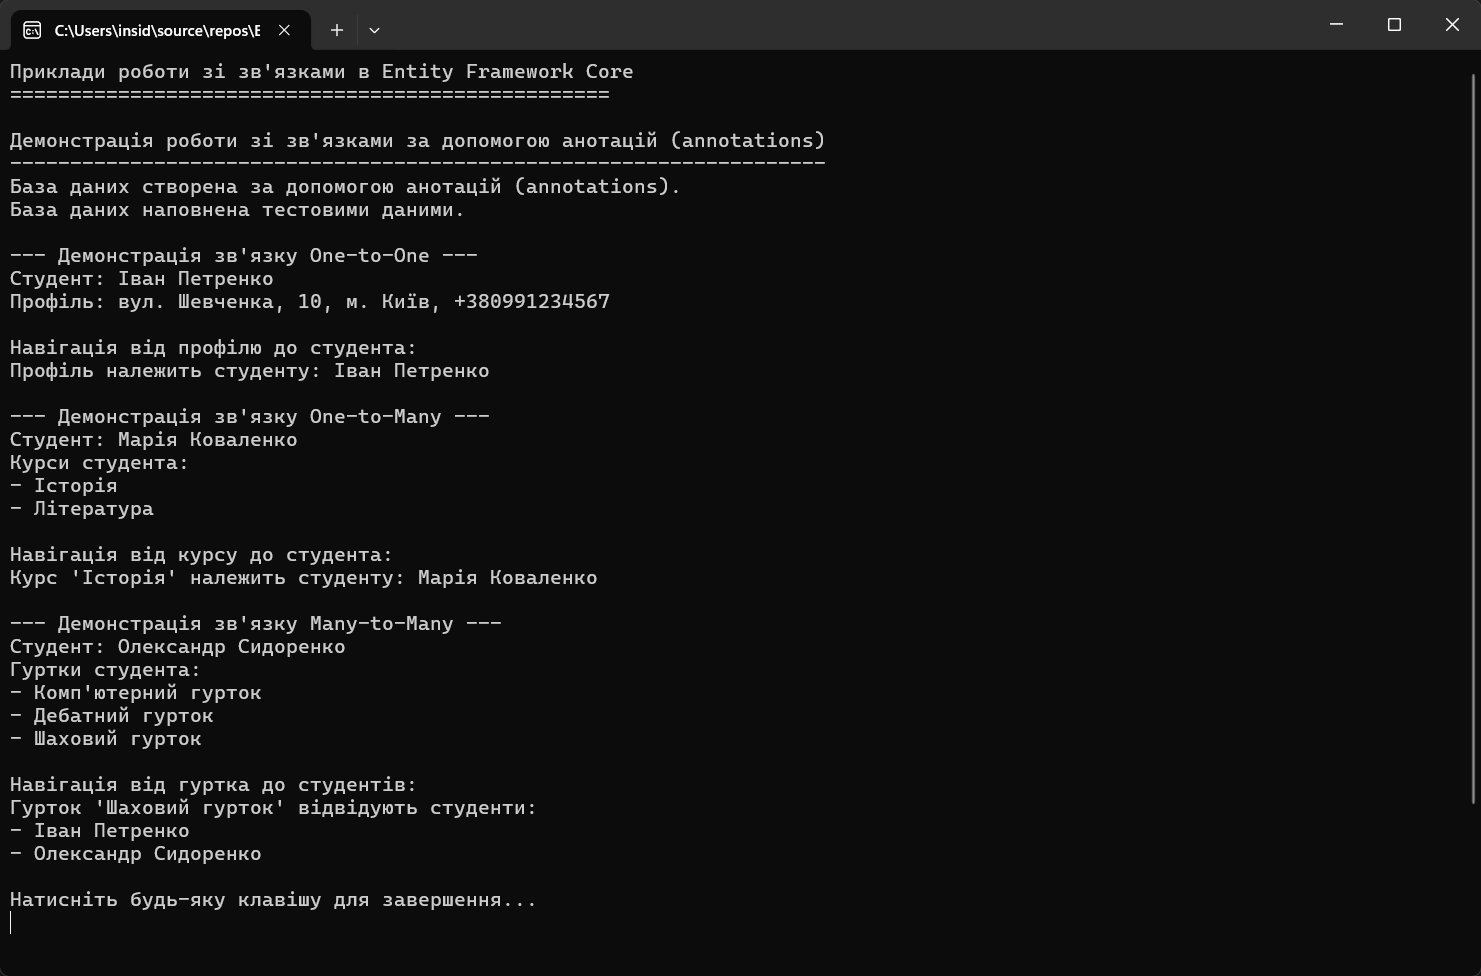 C:\Users\insid\source\repos\E
Приклади роботи зі зв'язками в Entity Framework Core
==================================================
Демонстрація роботи зі зв'язками за допомогою анотацій (annotations)
--------------------------------------------------------------------
База даних створена за допомогою анотацій (annotations).
База даних наповнена тестовими даними.
--- Демонстрація зв'язку One-to-One ---
Студент: Іван Петренко
Профіль: вул. Шевченка, 10, м. Київ, +380991234567
Навігація від профілю до студента:
Профіль належить студенту: Іван Петренко
--- Демонстрація зв'язку One-to-Many ---
Студент: Марія Коваленко
Курси студента:
- Історія
- Література
Навігація від курсу до студента:
Курс 'Історія' належить студенту: Марія Коваленко
--- Демонстрація зв'язку Many-to-Many ---
Студент: Олександр Сидоренко
Гуртки студента:
- Комп'ютерний гурток
- Дебатний гурток
- Шаховий гурток
Навігація від гуртка до студентів:
Гурток 'Шаховий гурток' відвідують студенти:
- Іван Петренко
- Олександр Сидоренко
Натисніть будь-яку клавішу для завершення...